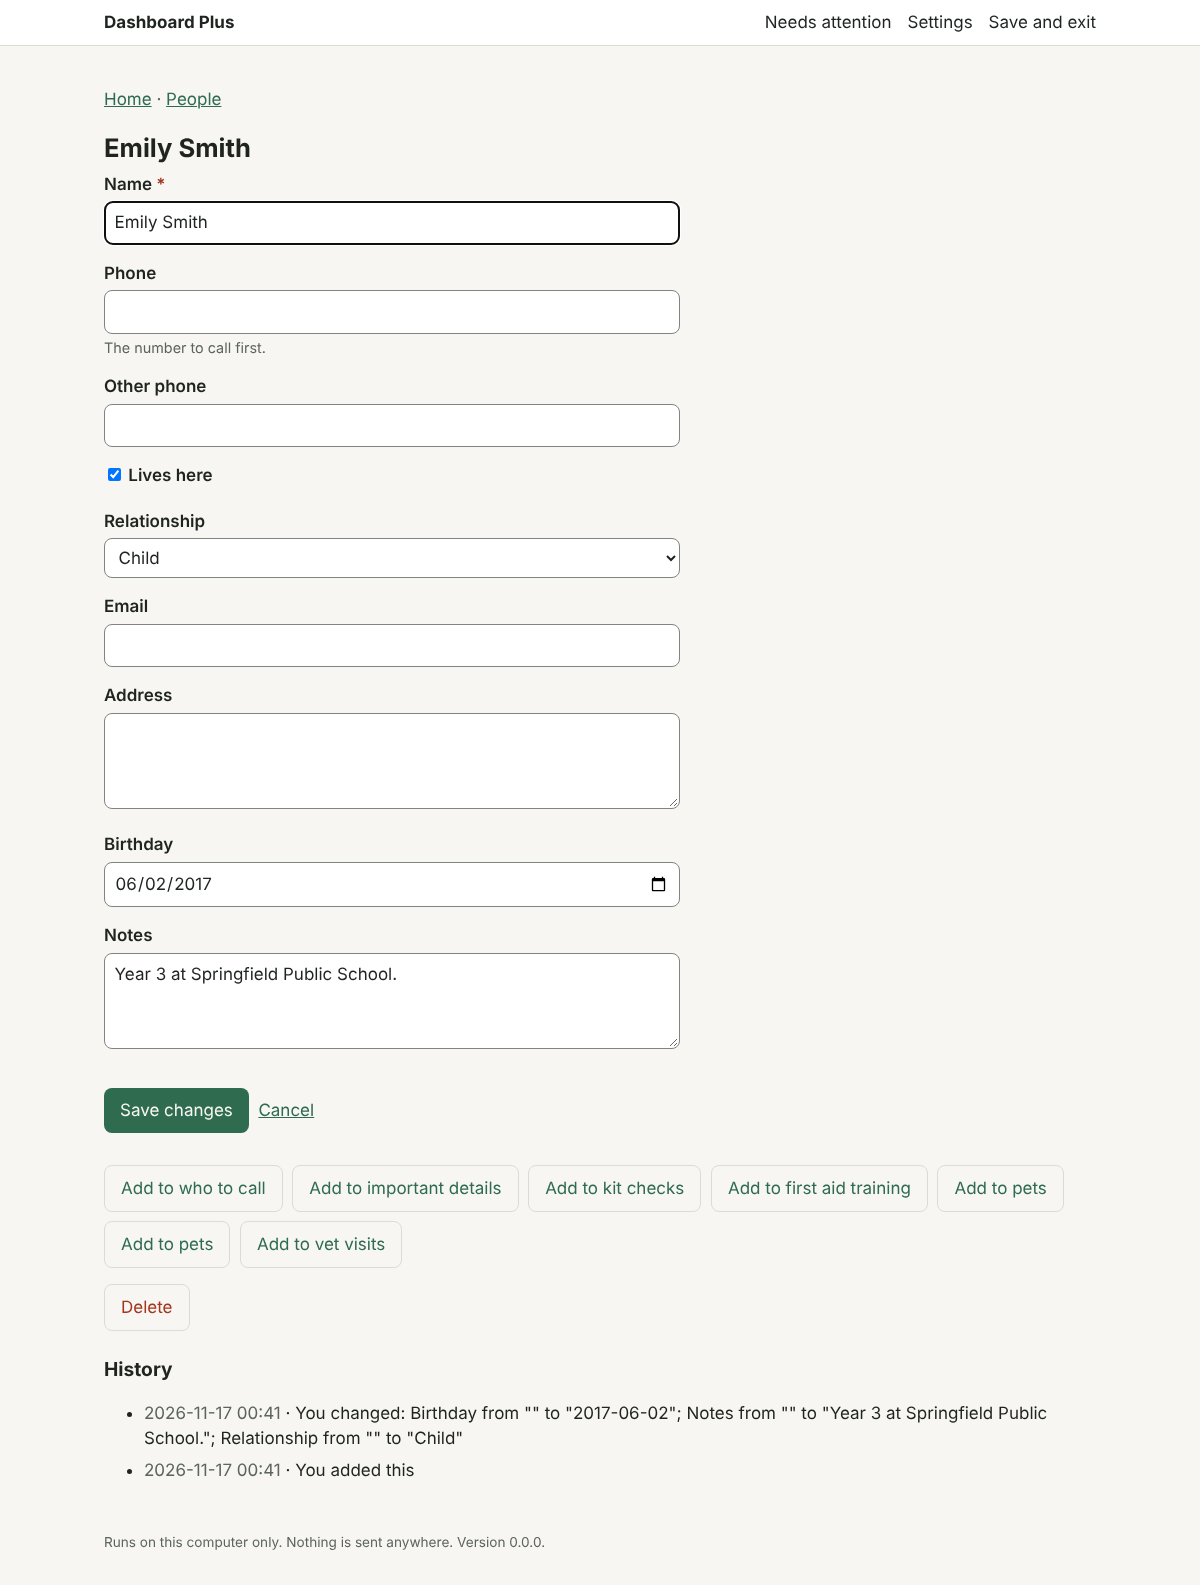 Dashboard Plus
Needs attention Settings Save and exit
Home · People
Emily Smith
Name *
Emily Smith
Phone
The number to call first.
Other phone
Lives here
Relationship
Child
Email
Address
Birthday
06/02/2017
Notes
Year 3 at Springfield Public School.
Save changes Cancel
Add to who to call Add to important details Add to kit checks Add to first aid training Add to pets
Add to pets Add to vet visits
Delete
History
2026-11-17 00:41 · You changed: Birthday from "" to "2017-06-02"; Notes from "" to "Year 3 at Springfield Public
School."; Relationship from "" to "Child"
2026-11-17 00:41 · You added this
Runs on this computer only. Nothing is sent anywhere. Version 0.0.0.